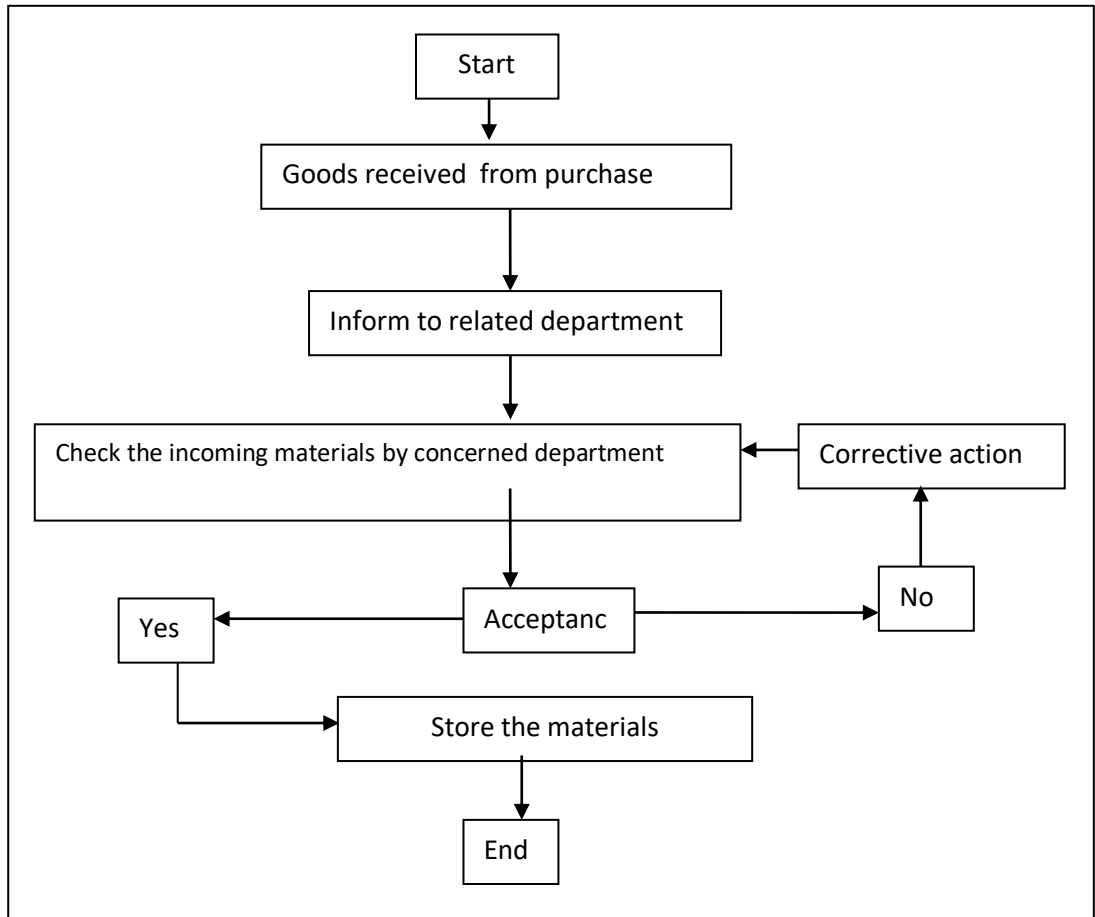 Start
Goods received from purchase
Inform to related department
Check the incoming materials by concerned department
Corrective action
No
Acceptanc
Yes
Store the materials
End